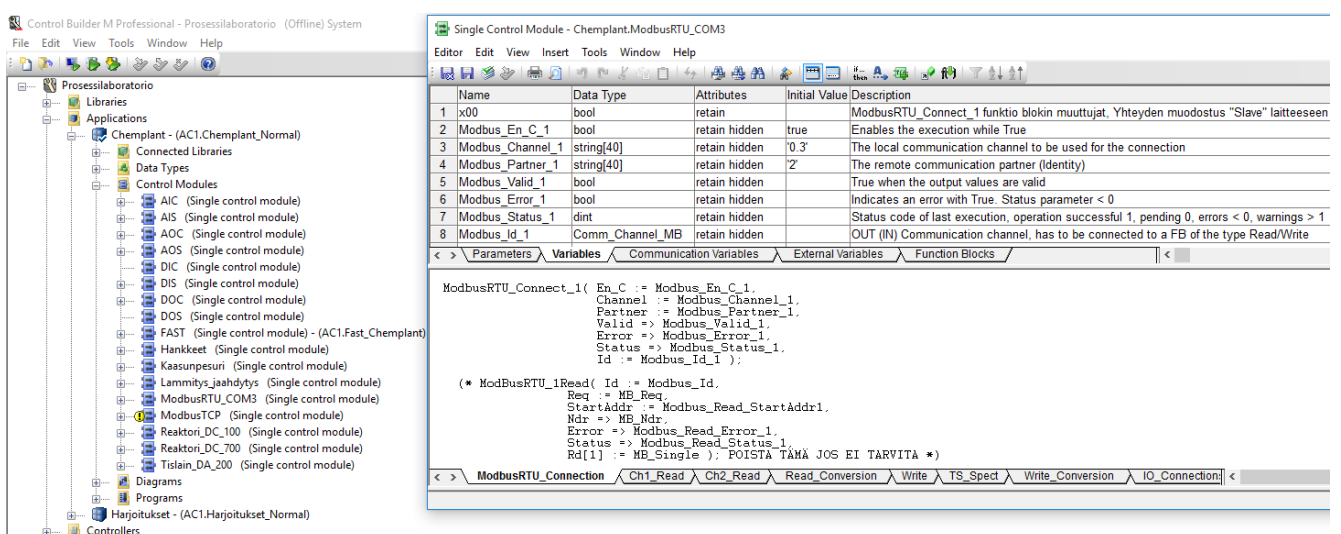 Control Builder M Professional - Prosessilaboratorio (Offline) System
File Edit View Tools Window Help
Prosessilaboratorio
Libraries
Applications
Chemplant - (AC1.Chemplant_Normal)
Connected Libraries
Data Types
Control Modules
AIC (Single control module)
AIS (Single control module)
AOC (Single control module)
AOS (Single control module)
DIC (Single control module)
DIS (Single control module)
DOC (Single control module)
DOS (Single control module)
FAST (Single control module) - (AC1.Fast_Chemplant)
Hankkeet (Single control module)
Kaasunpesuri (Single control module)
Lammitys_jaahdytys (Single control module)
ModbusRTU_COM3 (Single control module)
ModbusTCP (Single control module)
Reaktori_DC_100 (Single control module)
Reaktori_DC_700 (Single control module)
Tislain_DA_200 (Single control module)
Diagrams
Programs
Harjoitukset - (AC1.Harjoitukset_Normal)
Controllers
Single Control Module - Chemplant.ModbusRTU_COM3
Editor Edit View Insert Tools Window Help
if... then
Name Data Type Attributes Initial Value Description
1 x00 bool retain ModbusRTU_Connect_1 funktio blokin muuttujat, Yhteyden muodostus "Slave" laitteeseen
2 Modbus_En_C_1 bool retain hidden true Enables the execution while True
3 Modbus_Channel_1 string[40] retain hidden '0.3' The local communication channel to be used for the connection
4 Modbus_Partner_1 string[40] retain hidden '2' The remote communication partner (Identity)
5 Modbus_Valid_1 bool retain hidden True when the output values are valid
6 Modbus_Error_1 bool retain hidden Indicates an error with True. Status parameter < 0
7 Modbus_Status_1 dint retain hidden Status code of last execution, operation successful 1, pending 0, errors < 0, warnings > 1
8 Modbus_Id_1 Comm_Channel_MB retain hidden OUT (IN) Communication channel, has to be connected to a FB of the type Read/Write
Parameters Variables Communication Variables External Variables Function Blocks
ModbusRTU_Connect_1( En_C := Modbus_En_C_1,
Channel := Modbus_Channel_1,
Partner := Modbus_Partner_1,
Valid => Modbus_Valid_1,
Error => Modbus_Error_1,
Status => Modbus_Status_1,
Id := Modbus_Id_1 );
(* ModBusRTU_1Read( Id := Modbus_Id,
Req := MB_Req,
StartAddr := Modbus_Read_StartAddr1,
Ndr => MB_Ndr,
Error => Modbus_Read_Error_1,
Status => Modbus_Read_Status_1,
Rd[1] := MB_Single ); POISTA TÄMÄ JOS EI TARVITA *)
ModbusRTU_Connection Ch1_Read Ch2_Read Read_Conversion Write TS_Spect Write_Conversion IO_Connections